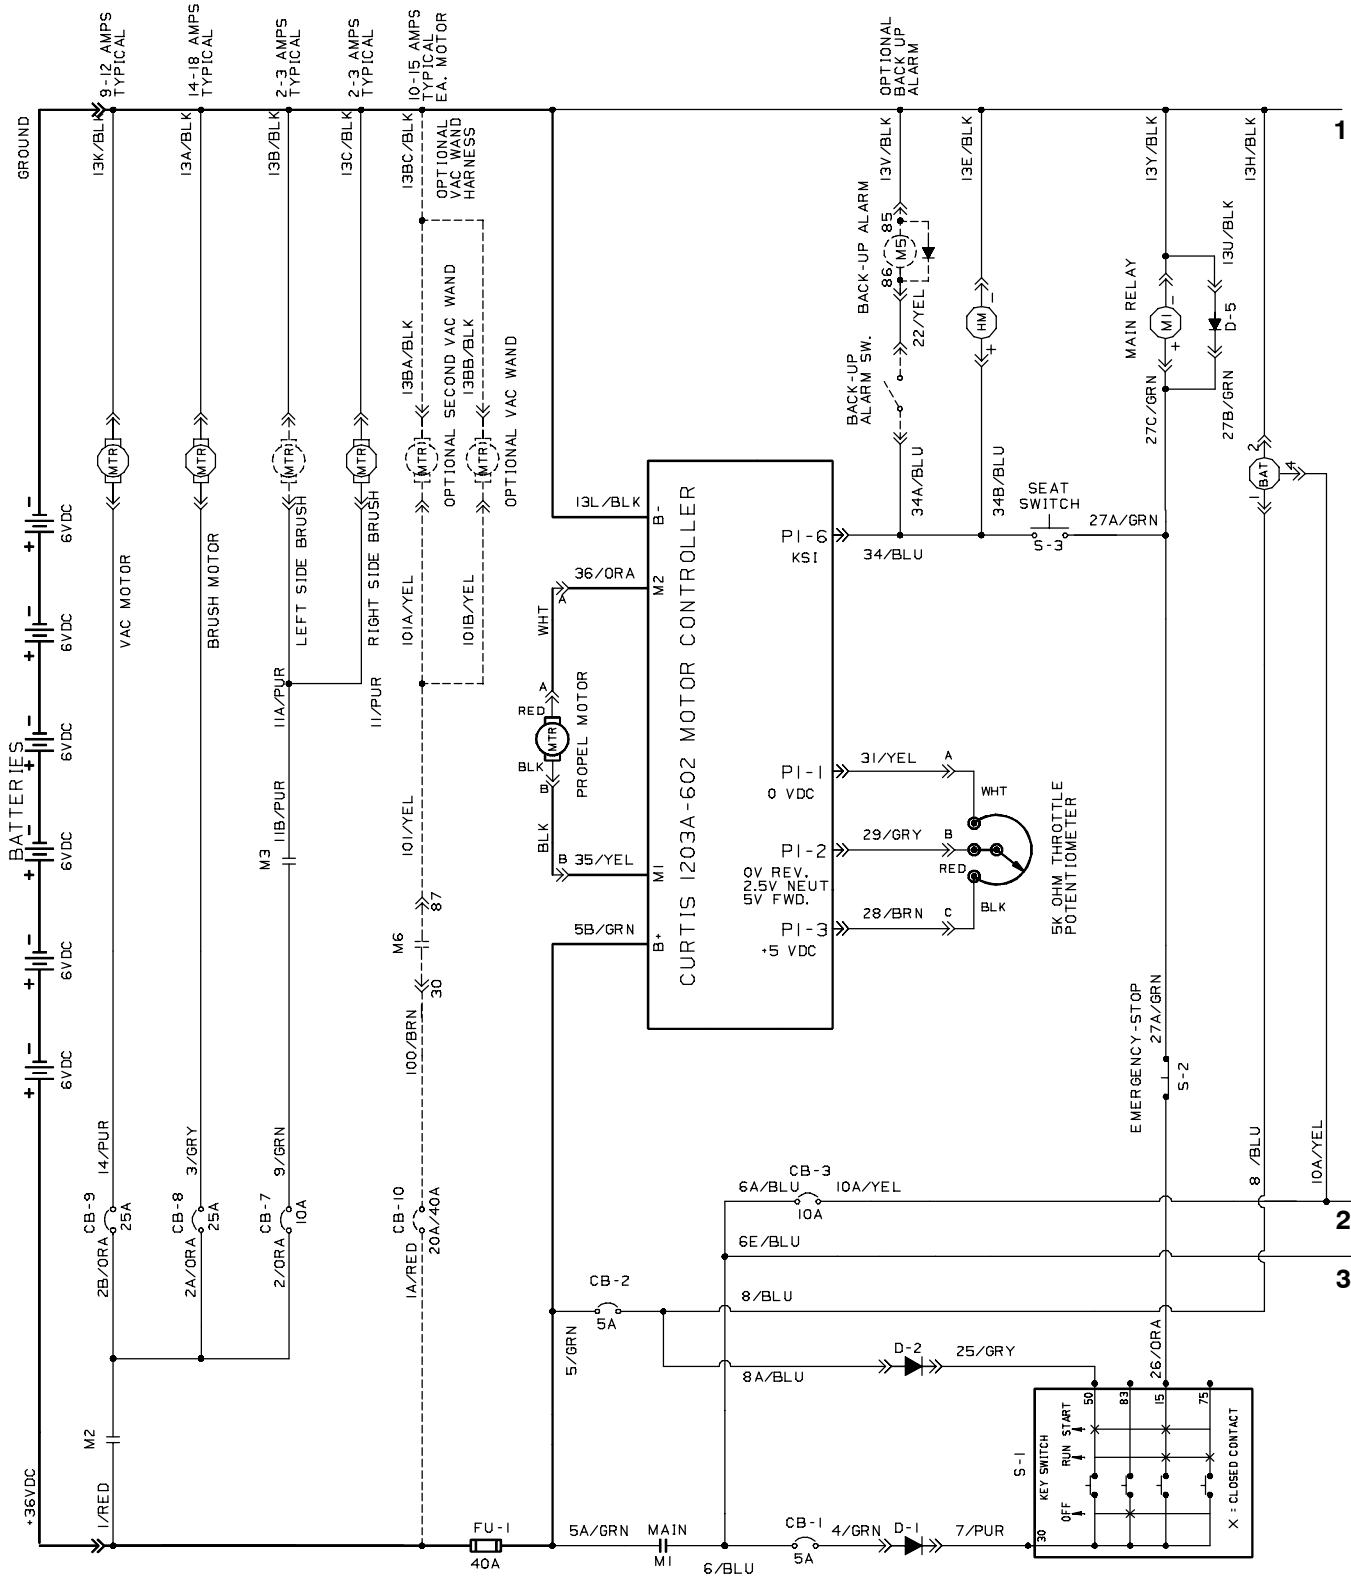 9-12 AMPS
TYPICAL
14-18 AMPS
TYPICAL
2-3 AMPS
TYPICAL
2-3 AMPS
TYPICAL
10-15 AMPS
TYPICAL
EA. MOTOR
OPTIONAL
BACK UP
ALARM
GROUND
13K/BLK
13A/BLK
13B/BLK
13C/BLK
13BC/BLK
OPTIONAL
VAC WAND
HARNESS
13V/BLK
13E/BLK
13Y/BLK
13H/BLK
1
BACK-UP ALARM
85
M5
86
22/YEL
BACK-UP
ALARM SW.
HM
-
+
MAIN RELAY
M1
-
+
13U/BLK
D-5
27C/GRN
27B/GRN
13BA/BLK
13BB/BLK
OPTIONAL SECOND VAC WAND
OPTIONAL VAC WAND
MTR
MTR
MTR
MTR
MTR
MTR
34A/BLU
34B/BLU
SEAT
SWITCH
S-3
27A/GRN
2
BAT
4
1
BATTERIES
-
+
6VDC
-
+
6VDC
-
+
6VDC
-
+
6VDC
-
+
6VDC
-
+
6VDC
VAC MOTOR
BRUSH MOTOR
LEFT SIDE BRUSH
RIGHT SIDE BRUSH
101A/YEL
101B/YEL
11A/PUR
11/PUR
11B/PUR
M3
101/YEL
87
M6
30
100/BRN
13L/BLK
B-
36/ORA
M2
A
WHT
A
RED
MTR
PROPEL MOTOR
BLK
B
BLK
B
35/YEL
M1
5B/GRN
B+
CURTIS 1203A-602 MOTOR CONTROLLER
P1-6
KSI
34/BLU
P1-1
0 VDC
31/YEL
A
WHT
P1-2
0V REV.
2.5V NEUT
5V FWD.
29/GRY
B
RED
P1-3
+5 VDC
28/BRN
C
BLK
5K OHM THROTTLE
POTENTIOMETER
EMERGENCY-STOP
27A/GRN
S-2
14/PUR
3/GRY
9/GRN
CB-9
25A
CB-8
25A
CB-7
10A
CB-10
20A/40A
2B/ORA
2A/ORA
2/ORA
1A/RED
CB-3
6A/BLU
10A/YEL
10A
8 /BLU
10A/YEL
2
6E/BLU
3
CB-2
5A
8/BLU
5/GRN
8A/BLU
D-2
25/GRY
26/ORA
M2
+36VDC
1/RED
FU-1
40A
5A/GRN
MAIN
M1
6/BLU
CB-1
5A
4/GRN
D-1
7/PUR
S-1
KEY SWITCH
30
OFF
RUN
START
50
83
15
75
X = CLOSED CONTACT